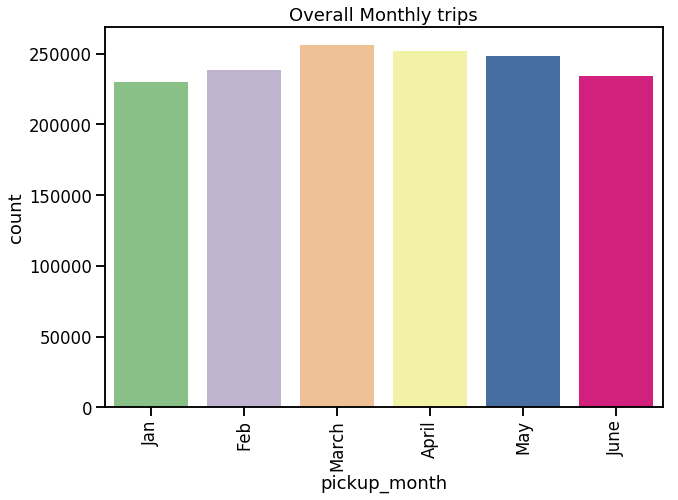 Overall Monthly trips
250000
200000
150000
100000
50000
0
count
Jan
Feb
March
April
May
June
pickup_month